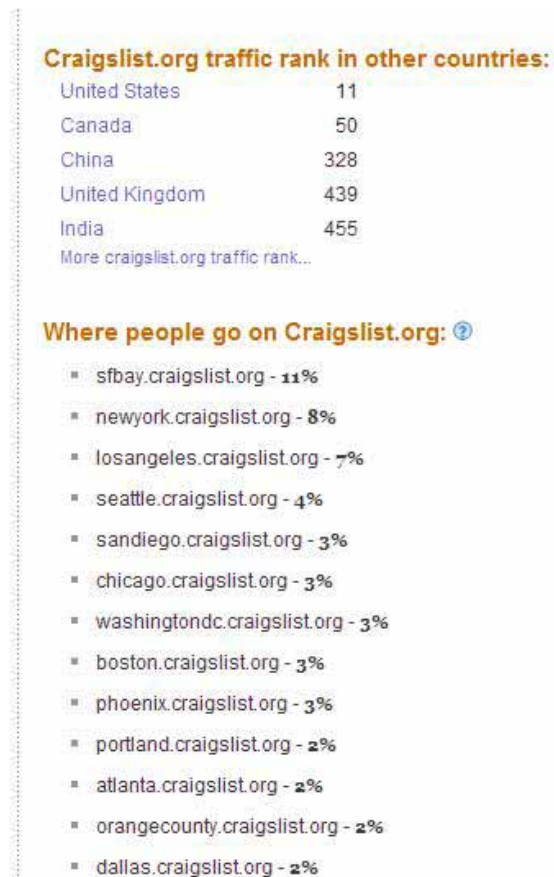 Craigslist.org traffic rank in other countries:
United States 11
Canada 50
China 328
United Kingdom 439
India 455
More craigslist.org traffic rank...
Where people go on Craigslist.org: ?
sfbay.craigslist.org - 11%
newyork.craigslist.org - 8%
losangeles.craigslist.org - 7%
seattle.craigslist.org - 4%
sandiego.craigslist.org - 3%
chicago.craigslist.org - 3%
washingtondc.craigslist.org - 3%
boston.craigslist.org - 3%
phoenix.craigslist.org - 3%
portland.craigslist.org - 2%
atlanta.craigslist.org - 2%
orangecounty.craigslist.org - 2%
dallas.craigslist.org - 2%